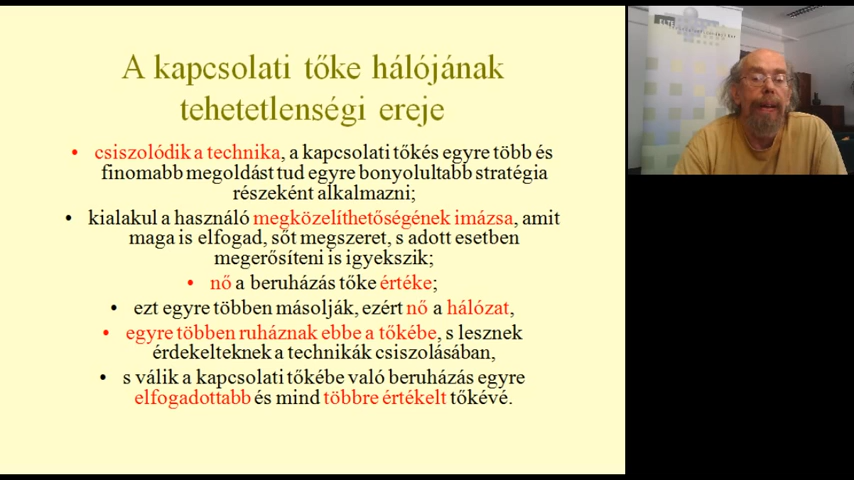 A kapcsolati tőke hálójának
tehetetlenségi ereje
• csiszolódik a technika, a kapcsolati tőkés egyre több és
finomabb megoldást tud egyre bonyolultabb stratégia
részeként alkalmazni;
• kialakul a használó megközelíthetőségének imázsa, amit
maga is elfogad, sőt megszeret, s adott esetben
megerősíteni is igyekszik;
• nő a beruházás tőke értéke;
• ezt egyre többen másolják, ezért nő a hálózat,
• egyre többen ruháznak ebbe a tőkébe, s lesznek
érdekelteknek a technikák csiszolásában,
• s válik a kapcsolati tőkébe való beruházás egyre
elfogadottabb és mind többre értékelt tőkévé.
ELTE